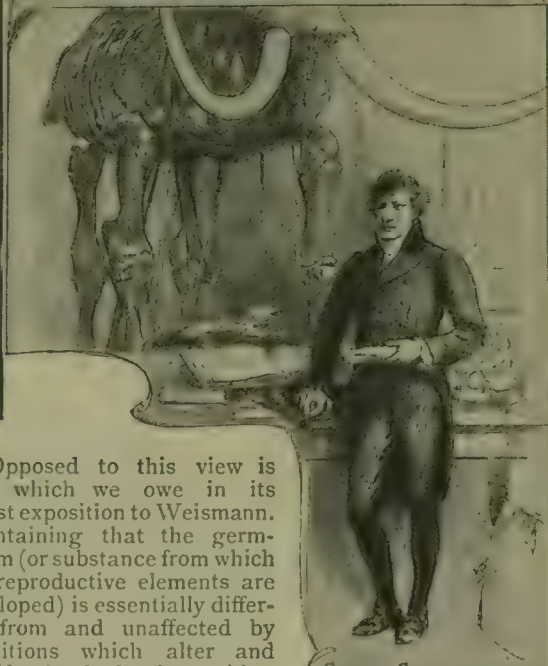 Opposed to this view is
which we owe in its
st exposition to Weismann.
ntaining that the germ-
m (or substance from which
reproductive elements are
loped) is essentially differ-
from and unaffected by
itions which alter and